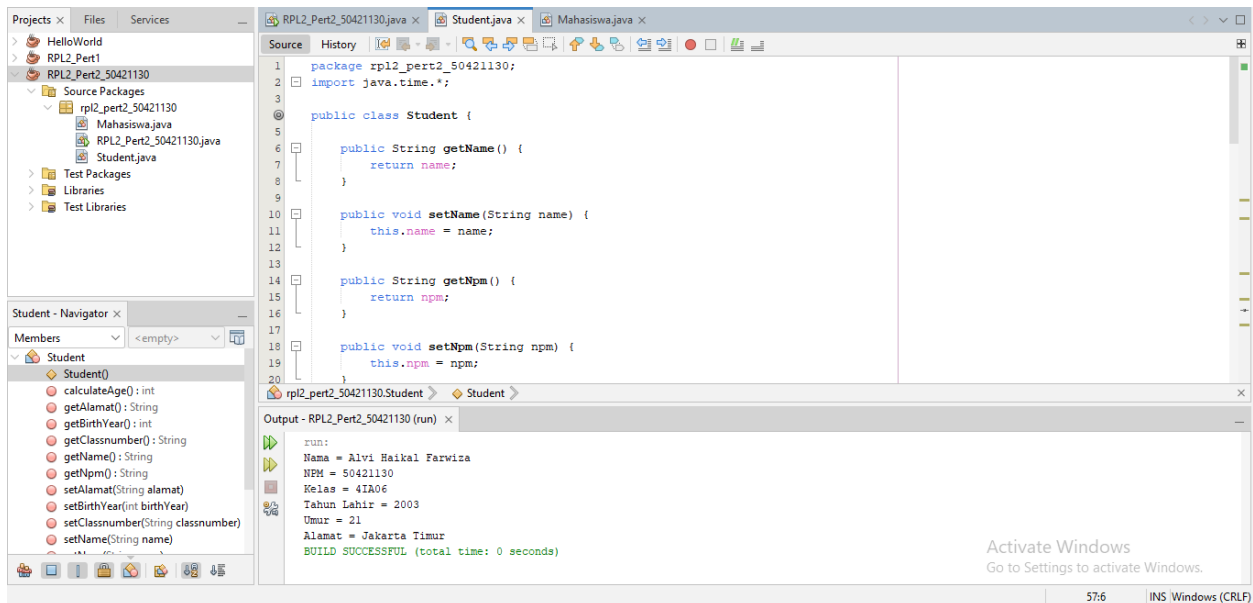 Projects × Files Services
HelloWorld
RPL2_Pert1
RPL2_Pert2_50421130
Source Packages
rpl2_pert2_50421130
Mahasiswa.java
RPL2_Pert2_50421130.java
Student.java
Test Packages
Libraries
Test Libraries
Student - Navigator ×
Members <empty>
Student
Student()
calculateAge() : int
getAlamat() : String
getBirthYear() : int
getClassnumber() : String
getName() : String
getNpm() : String
setAlamat(String alamat)
setBirthYear(int birthYear)
setClassnumber(String classnumber)
setName(String name)
RPL2_Pert2_50421130.java × Student.java × Mahasiswa.java ×
Source History
1 package rpl2_pert2_50421130;
2 import java.time.*;
3
public class Student {
5
6 public String getName() {
7 return name;
8 }
9
10 public void setName(String name) {
11 this.name = name;
12 }
13
14 public String getNpm() {
15 return npm;
16 }
17
18 public void setNpm(String npm) {
19 this.npm = npm;
20 }
rpl2_pert2_50421130.Student Student
Output - RPL2_Pert2_50421130 (run) ×
run:
Nama = Alvi Haikal Farwiza
NPM = 50421130
Kelas = 4IA06
Tahun Lahir = 2003
Umur = 21
Alamat = Jakarta Timur
BUILD SUCCESSFUL (total time: 0 seconds)
Activate Windows
Go to Settings to activate Windows.
57:6 INS Windows (CRLF)